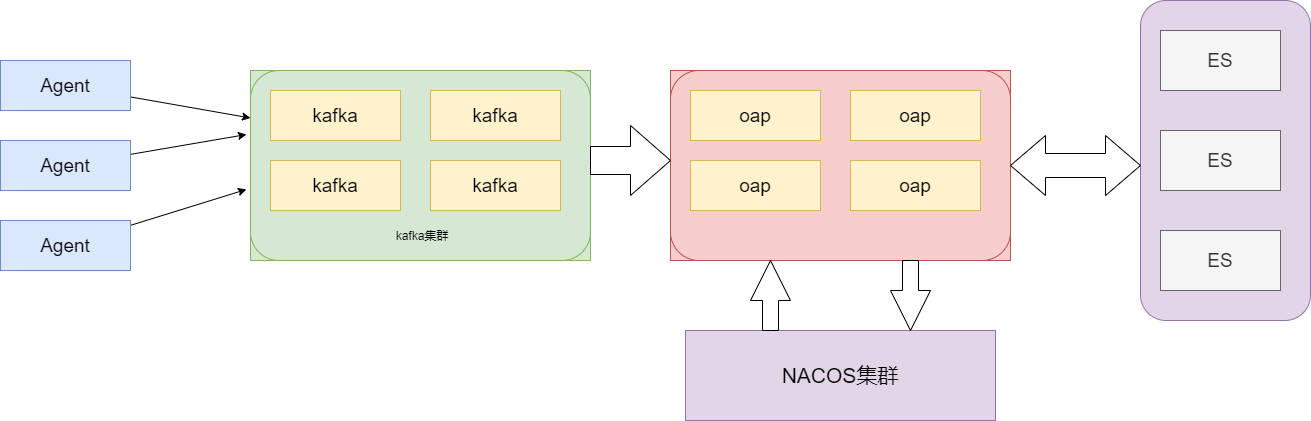 Agent
Agent
Agent
kafka
kafka
kafka
kafka
kafka集群
oap
oap
oap
oap
NACOS集群
ES
ES
ES